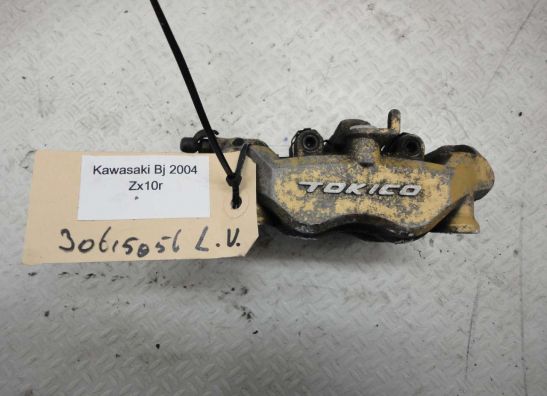 Kawasaki Bj 2004
Zx10r
30615056 L.V.
TOKICO